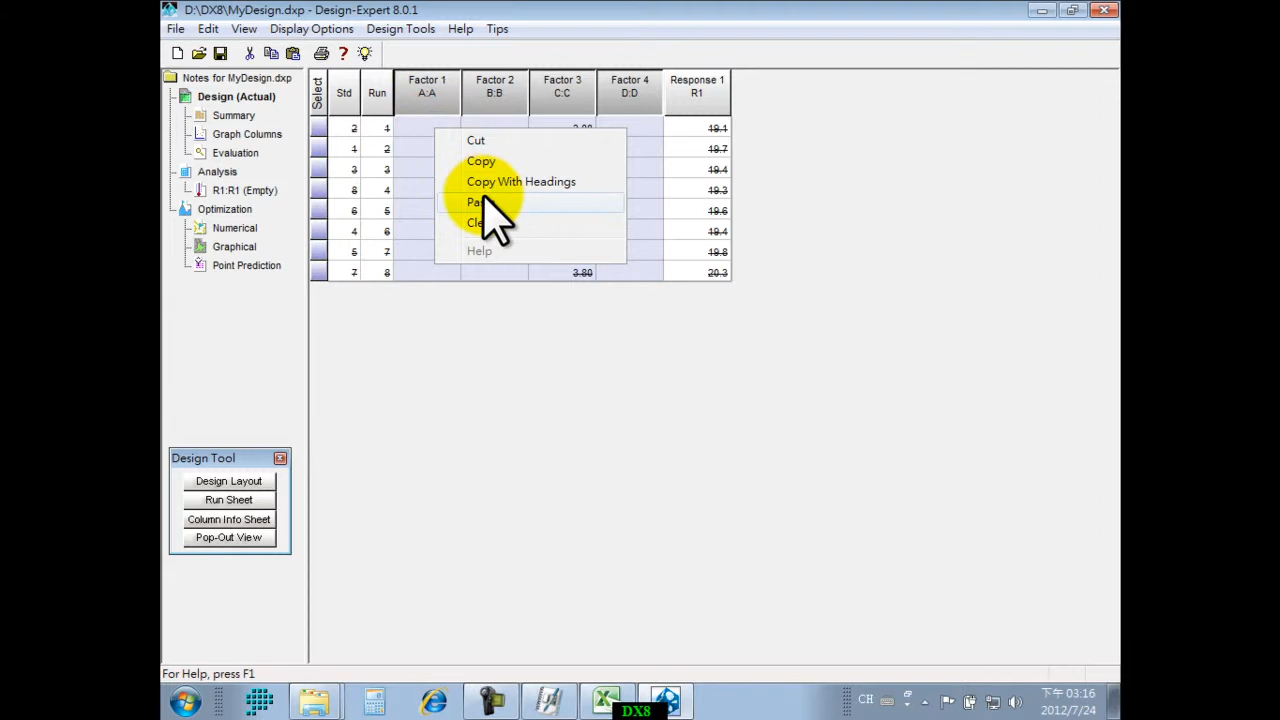 D:\DX8\MyDesign.dxp - Design-Expert 8.0.1
File Edit View Display Options Design Tools Help Tips
Notes for MyDesign.dxp
Design (Actual)
Summary
Graph Columns
Evaluation
Analysis
R1:R1 (Empty)
Optimization
Numerical
Graphical
Point Prediction
Design Tool
Design Layout
Run Sheet
Column Info Sheet
Pop-Out View
Select Std Run Factor 1 A:A Factor 2 B:B Factor 3 C:C Factor 4 D:D Response 1 R1
2 1 19.1
1 2 19.7
3 3 19.4
8 4 19.3
6 5 19.6
4 6 19.4
5 7 19.8
7 8 3.80 20.3
Cut
Copy
Copy With Headings
Pa
Cle
Help
For Help, press F1
CH
下午 03:16
2012/7/24
DX8